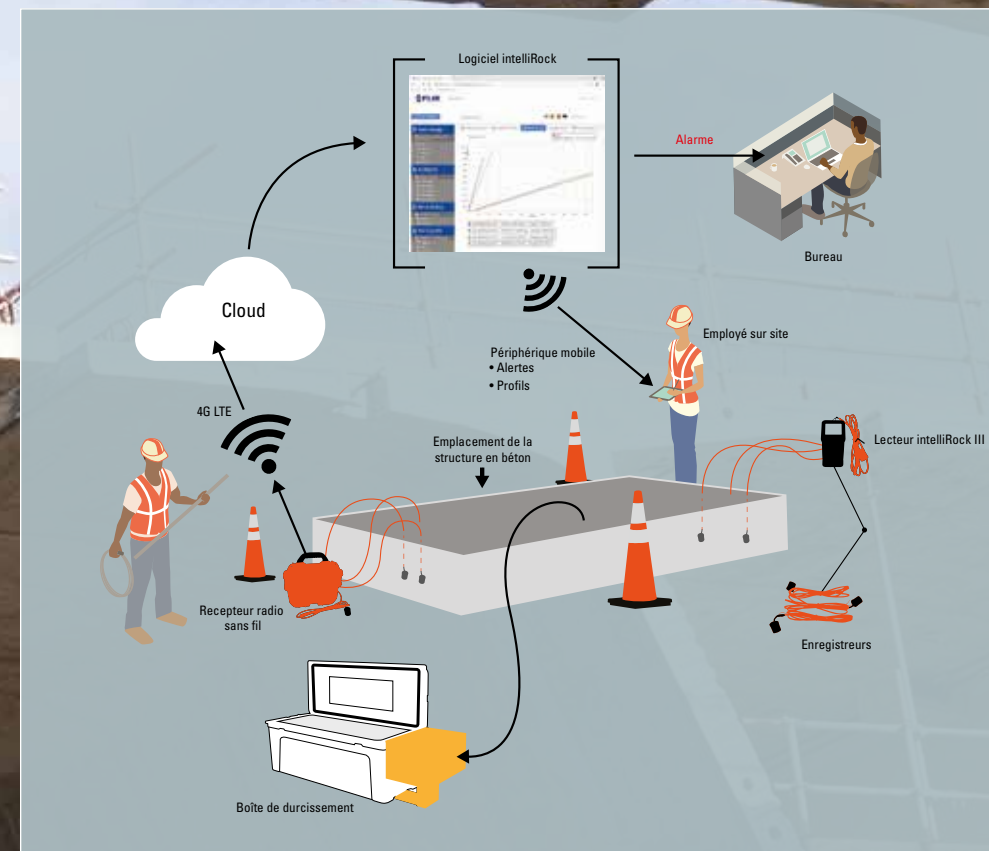 Logiciel intelliRock
Alarme
Bureau
Cloud
Employé sur site
Périphérique mobile
• Alertes
• Profils
4G LTE
Emplacement de la
structure en béton
Lecteur intelliRock III
Recepteur radio
sans fil
Enregistreurs
Boîte de durcissement